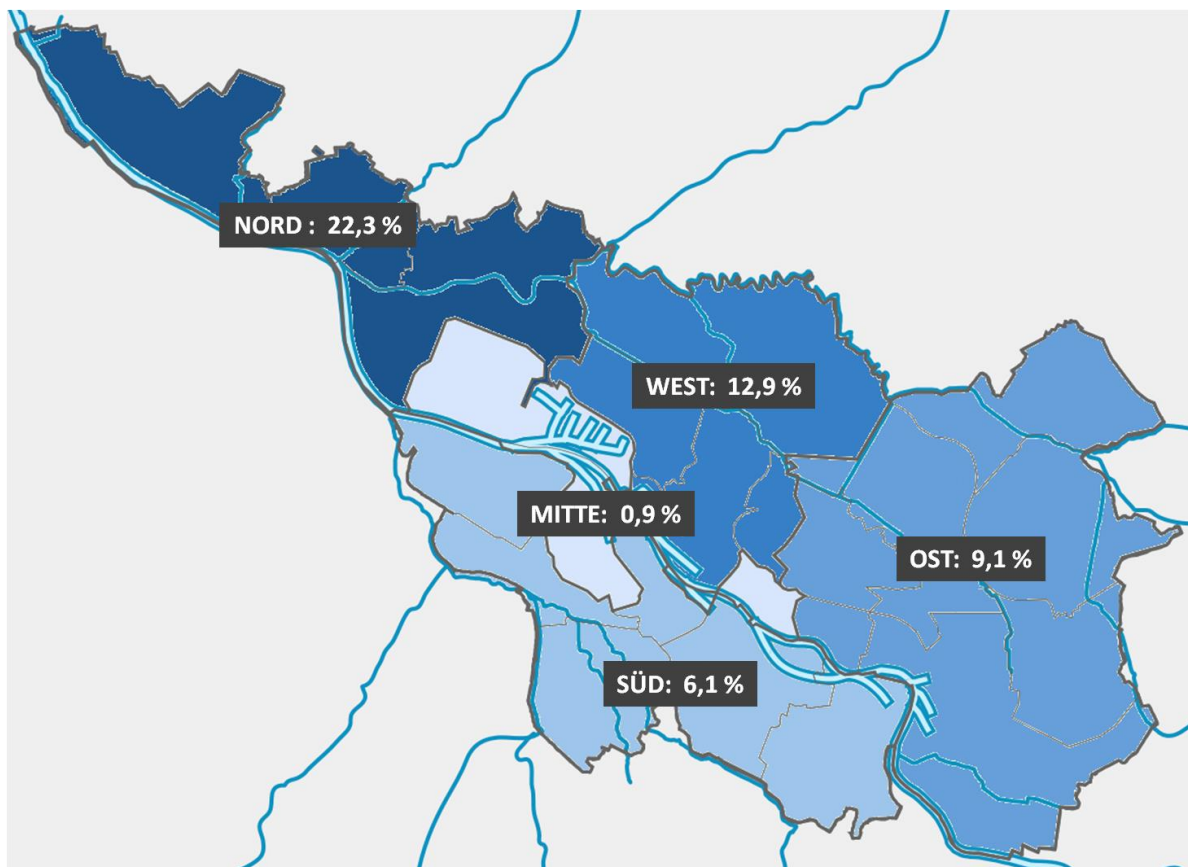 NORD : 22,3 %
WEST: 12,9 %
MITTE: 0,9 %
OST: 9,1 %
SÜD: 6,1 %